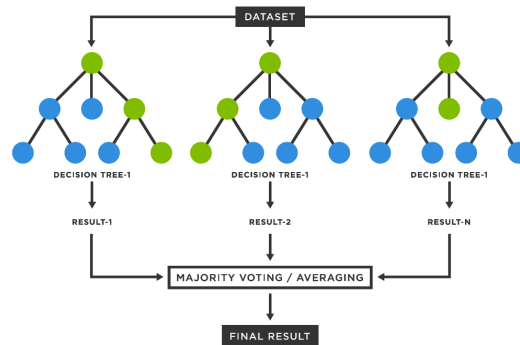 DATASET
DECISION TREE-1
DECISION TREE-1
DECISION TREE-1
RESULT-1
RESULT-2
RESULT-N
MAJORITY VOTING / AVERAGING
FINAL RESULT